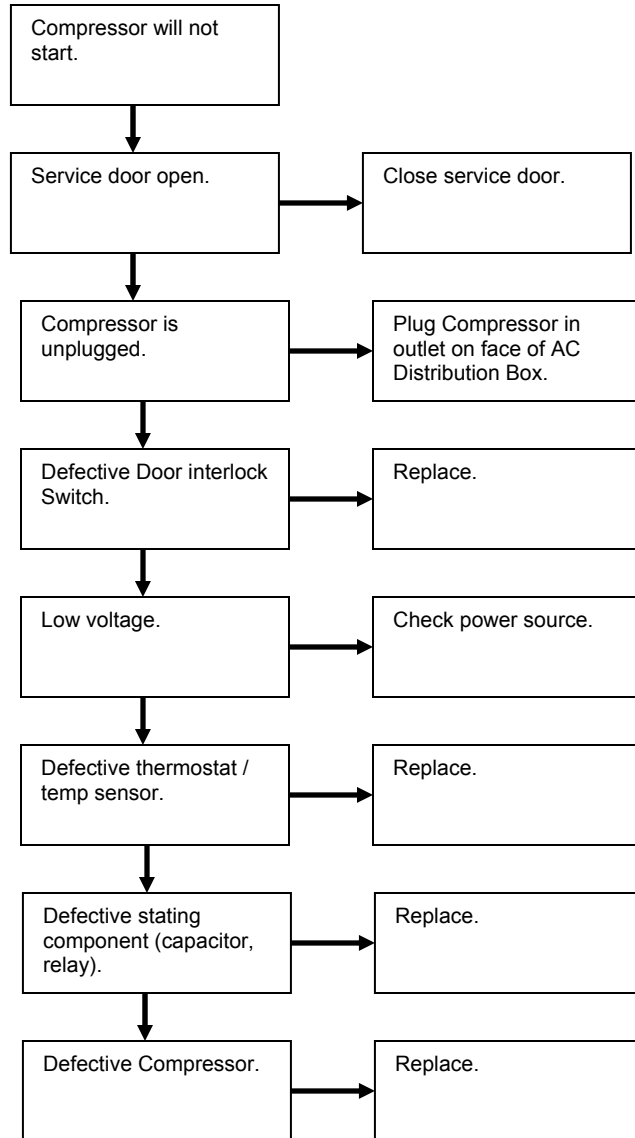 Compressor will not
start.
Service door open.
Close service door.
Compressor is
unplugged.
Plug Compressor in
outlet on face of AC
Distribution Box.
Defective Door interlock
Switch.
Replace.
Low voltage.
Check power source.
Defective thermostat /
temp sensor.
Replace.
Defective stating
component (capacitor,
relay).
Replace.
Defective Compressor.
Replace.